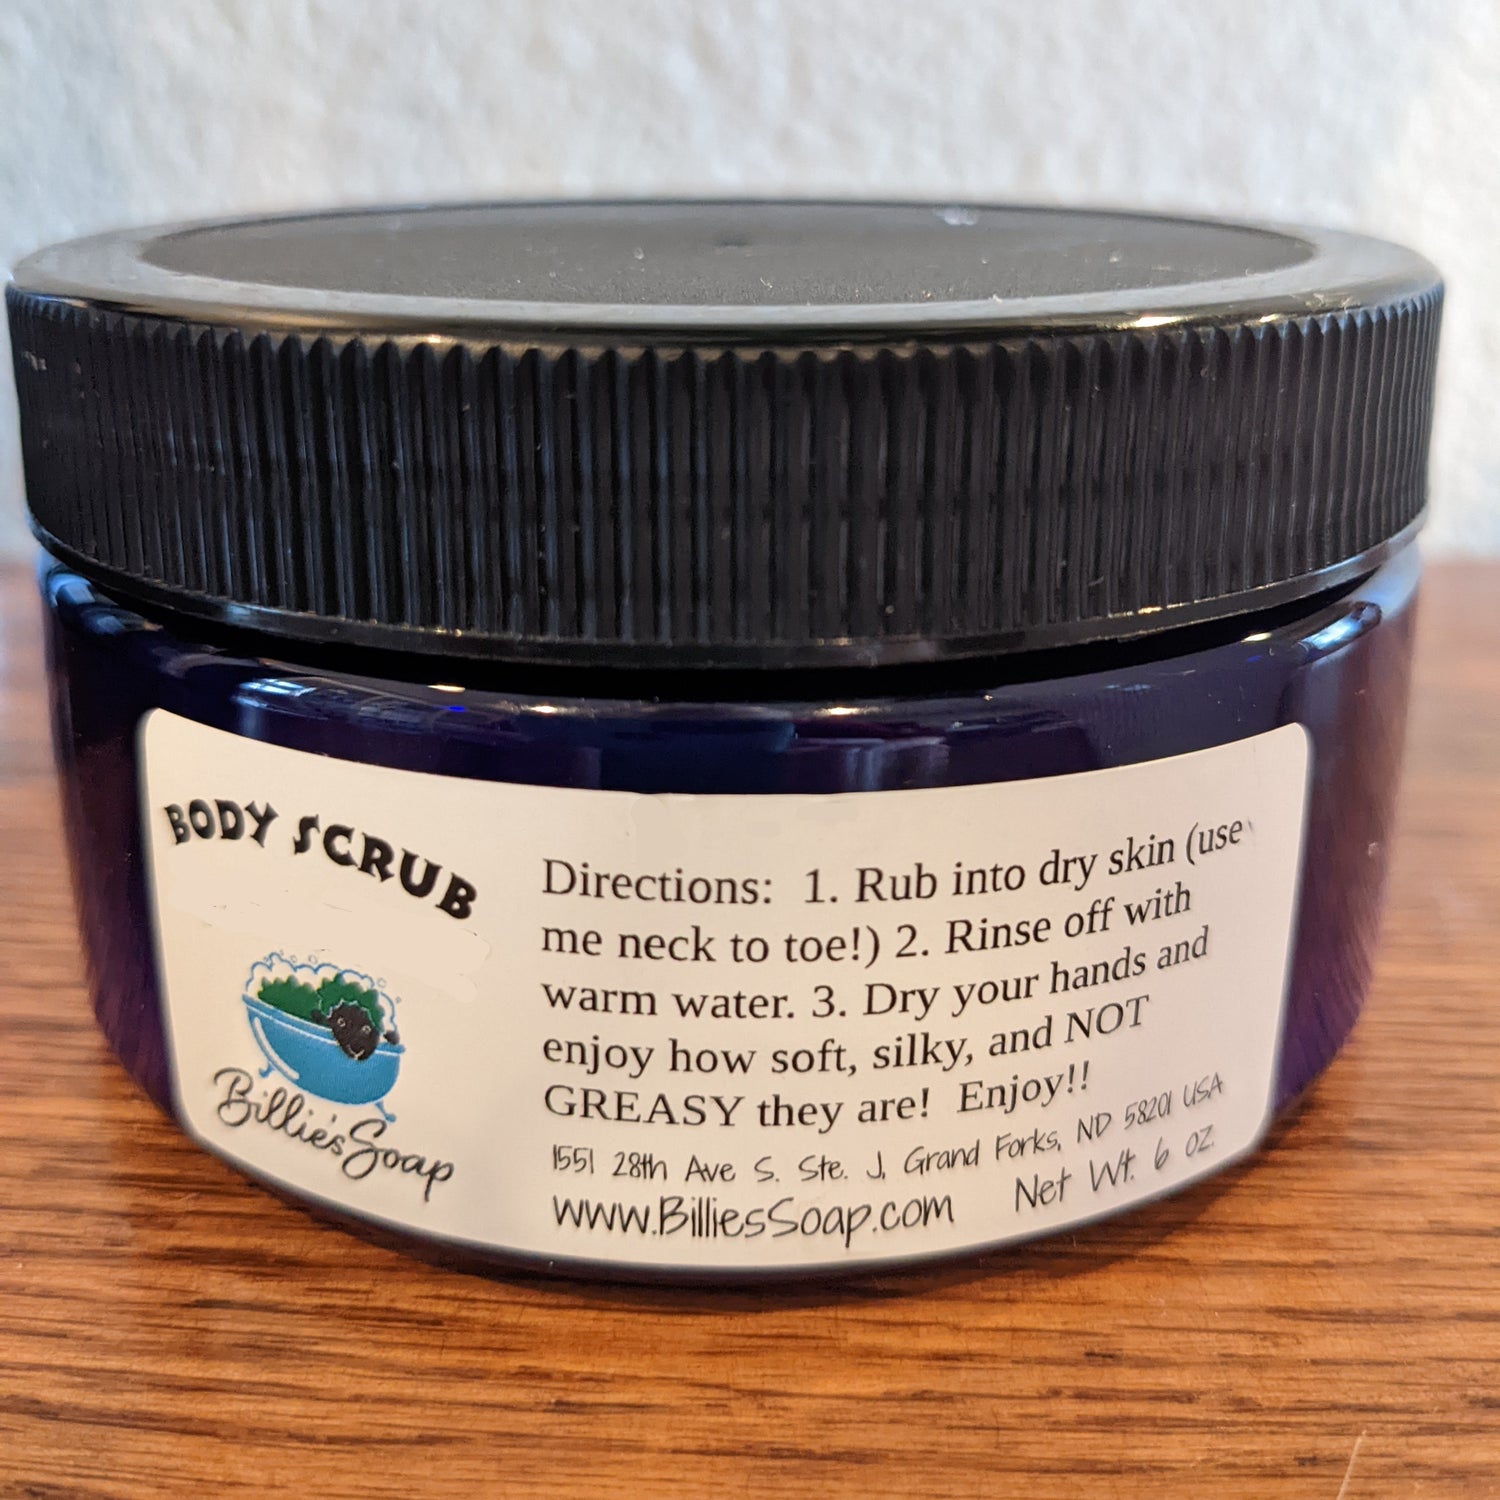 BODY SCRUB
Billie's Soap
Directions: 1. Rub into dry skin (use
me neck to toe!) 2. Rinse off with
warm water. 3. Dry your hands and
enjoy how soft, silky, and NOT
GREASY they are! Enjoy!!
1551 28th Ave S. Ste. J, Grand Forks, ND 58201 USA
www.BilliesSoap.com Net Wt. 6 oz.